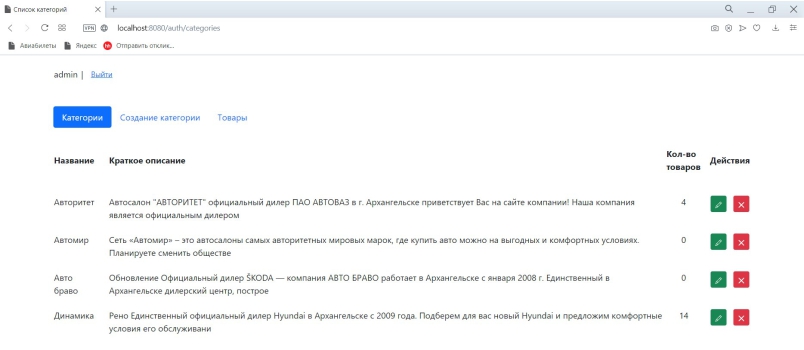 Список категорий
VPN
localhost:8080/auth/categories
Авиабилеты
Яндекс
hh
Отправить отклик...
admin | Выйти
Категории
Создание категории
Товары
Название
Краткое описание
Кол-во
товаров
Действия
Авторитет
Автосалон "АВТОРИТЕТ" официальный дилер ПАО АВТОВАЗ в г. Архангельске приветствует Вас на сайте компании! Наша компания
является официальным дилером
4
Автомир
Сеть «Автомир» – это автосалоны самых авторитетных мировых марок, где купить авто можно на выгодных и комфортных условиях.
Планируете сменить обществе
0
Авто
браво
Обновление Официальный дилер ŠKODA — компания АВТО БРАВО работает в Архангельске с января 2008 г. Единственный в
Архангельске дилерский центр, построе
0
Динамика
Рено Единственный официальный дилер Hyundai в Архангельске с 2009 года. Подберем для вас новый Hyundai и предложим комфортные
условия его обслуживани
14